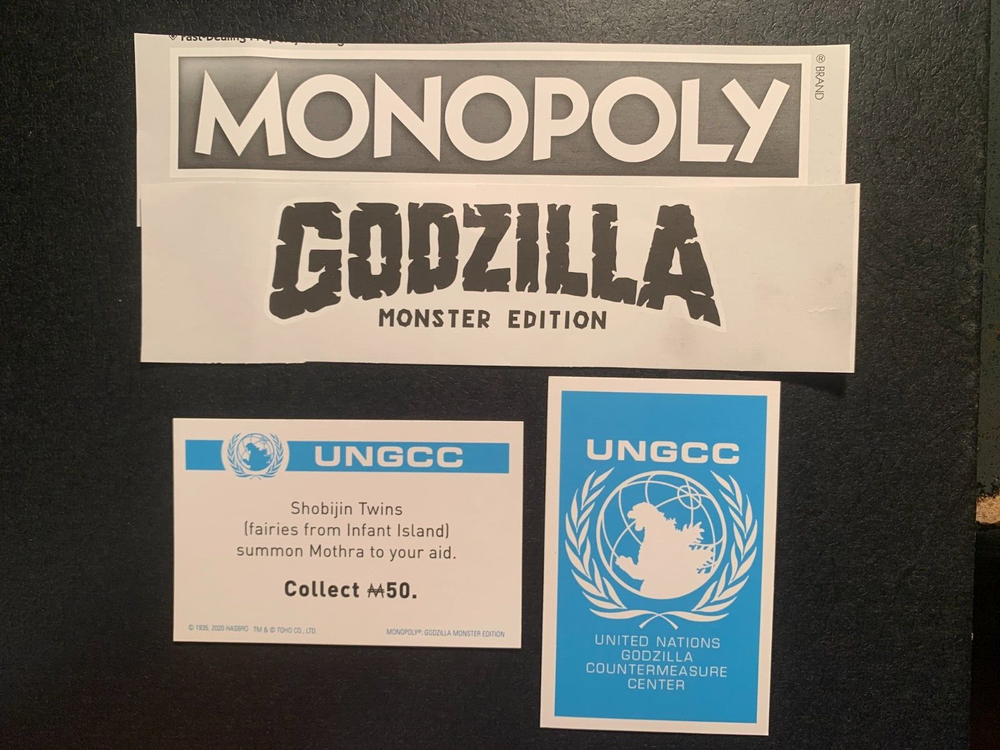 MONOPOLY
® BRAND
GODZILLA
MONSTER EDITION
UNGCC
Shobijin Twins
(fairies from Infant Island)
summon Mothra to your aid.
Collect ₩50.
© 1935, 2020 HASBRO TM & © TOHO CO., LTD.
MONOPOLY®: GODZILLA MONSTER EDITION
UNGCC
UNITED NATIONS
GODZILLA
COUNTERMEASURE
CENTER